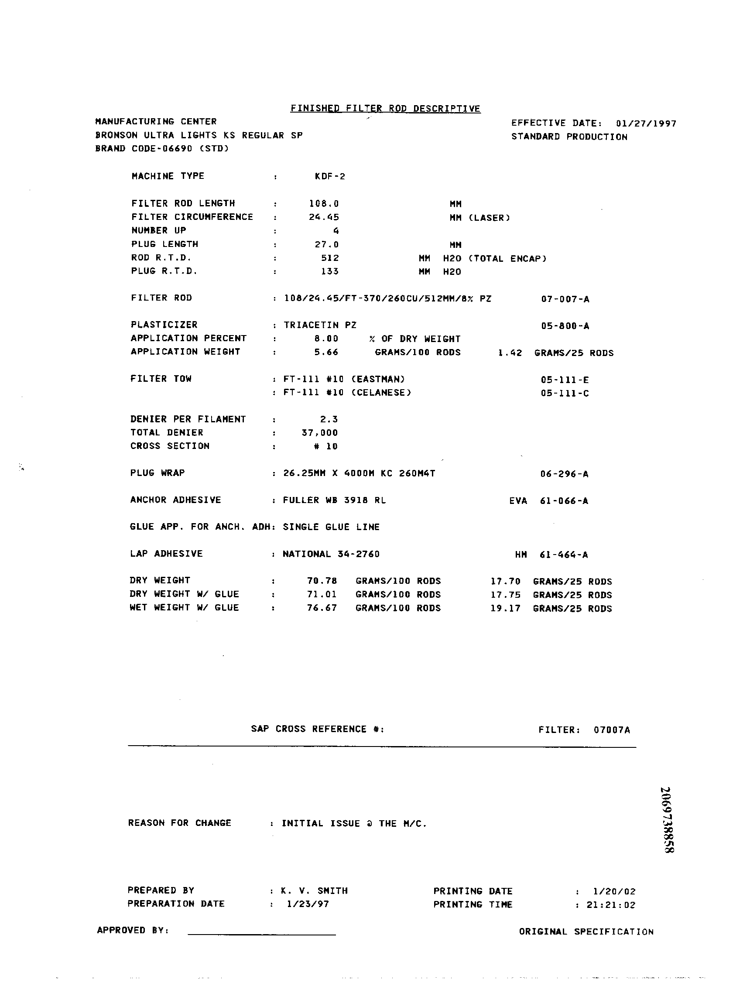 FINISHED FILTER ROD DESCRIPTIVE
MANUFACTURING CENTER EFFECTIVE DATE: 01/27/1997
BRONSON ULTRA LIGHTS KS REGULAR SP STANDARD PRODUCTION
BRAND CODE-06690 (STD)
MACHINE TYPE : KDF-2
FILTER ROD LENGTH : 108.0 MM
FILTER CIRCUMFERENCE : 24.45 MM (LASER)
NUMBER UP : 4
PLUG LENGTH : 27.0 MM
ROD R.T.D. : 512 MM H2O (TOTAL ENCAP)
PLUG R.T.D. : 133 MM H2O
FILTER ROD : 108/24.45/FT-370/260CU/512MM/8% PZ 07-007-A
PLASTICIZER : TRIACETIN PZ 05-800-A
APPLICATION PERCENT : 8.00 % OF DRY WEIGHT
APPLICATION WEIGHT : 5.66 GRAMS/100 RODS 1.42 GRAMS/25 RODS
FILTER TOW : FT-111 #10 (EASTMAN) 05-111-E
: FT-111 #10 (CELANESE) 05-111-C
DENIER PER FILAMENT : 2.3
TOTAL DENIER : 37,000
CROSS SECTION : # 10
PLUG WRAP : 26.25MM X 4000M KC 260M4T 06-296-A
ANCHOR ADHESIVE : FULLER WB 3918 RL EVA 61-066-A
GLUE APP. FOR ANCH. ADH: SINGLE GLUE LINE
LAP ADHESIVE : NATIONAL 34-2760 HM 61-464-A
DRY WEIGHT : 70.78 GRAMS/100 RODS 17.70 GRAMS/25 RODS
DRY WEIGHT W/ GLUE : 71.01 GRAMS/100 RODS 17.75 GRAMS/25 RODS
WET WEIGHT W/ GLUE : 76.67 GRAMS/100 RODS 19.17 GRAMS/25 RODS
SAP CROSS REFERENCE #: FILTER: 07007A
2069738858
REASON FOR CHANGE : INITIAL ISSUE @ THE M/C.
PREPARED BY : K. V. SMITH PRINTING DATE : 1/20/02
PREPARATION DATE : 1/23/97 PRINTING TIME : 21:21:02
APPROVED BY: ORIGINAL SPECIFICATION